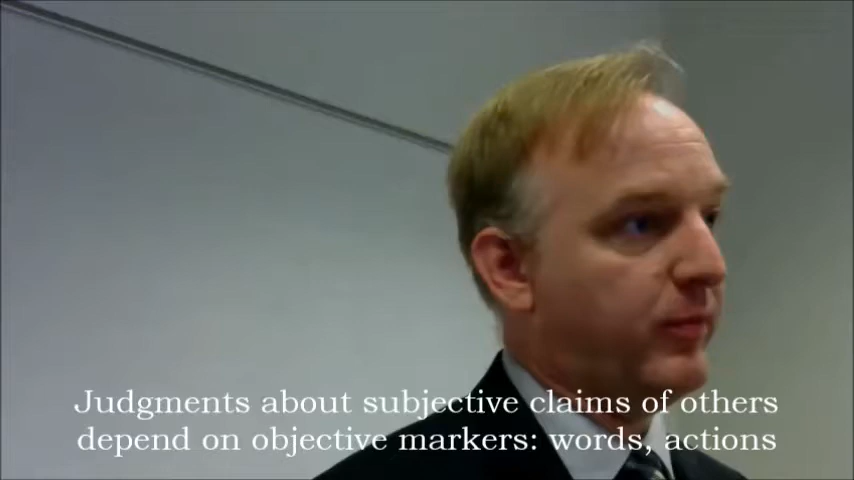 Judgments about subjective claims of others
depend on objective markers: words, actions